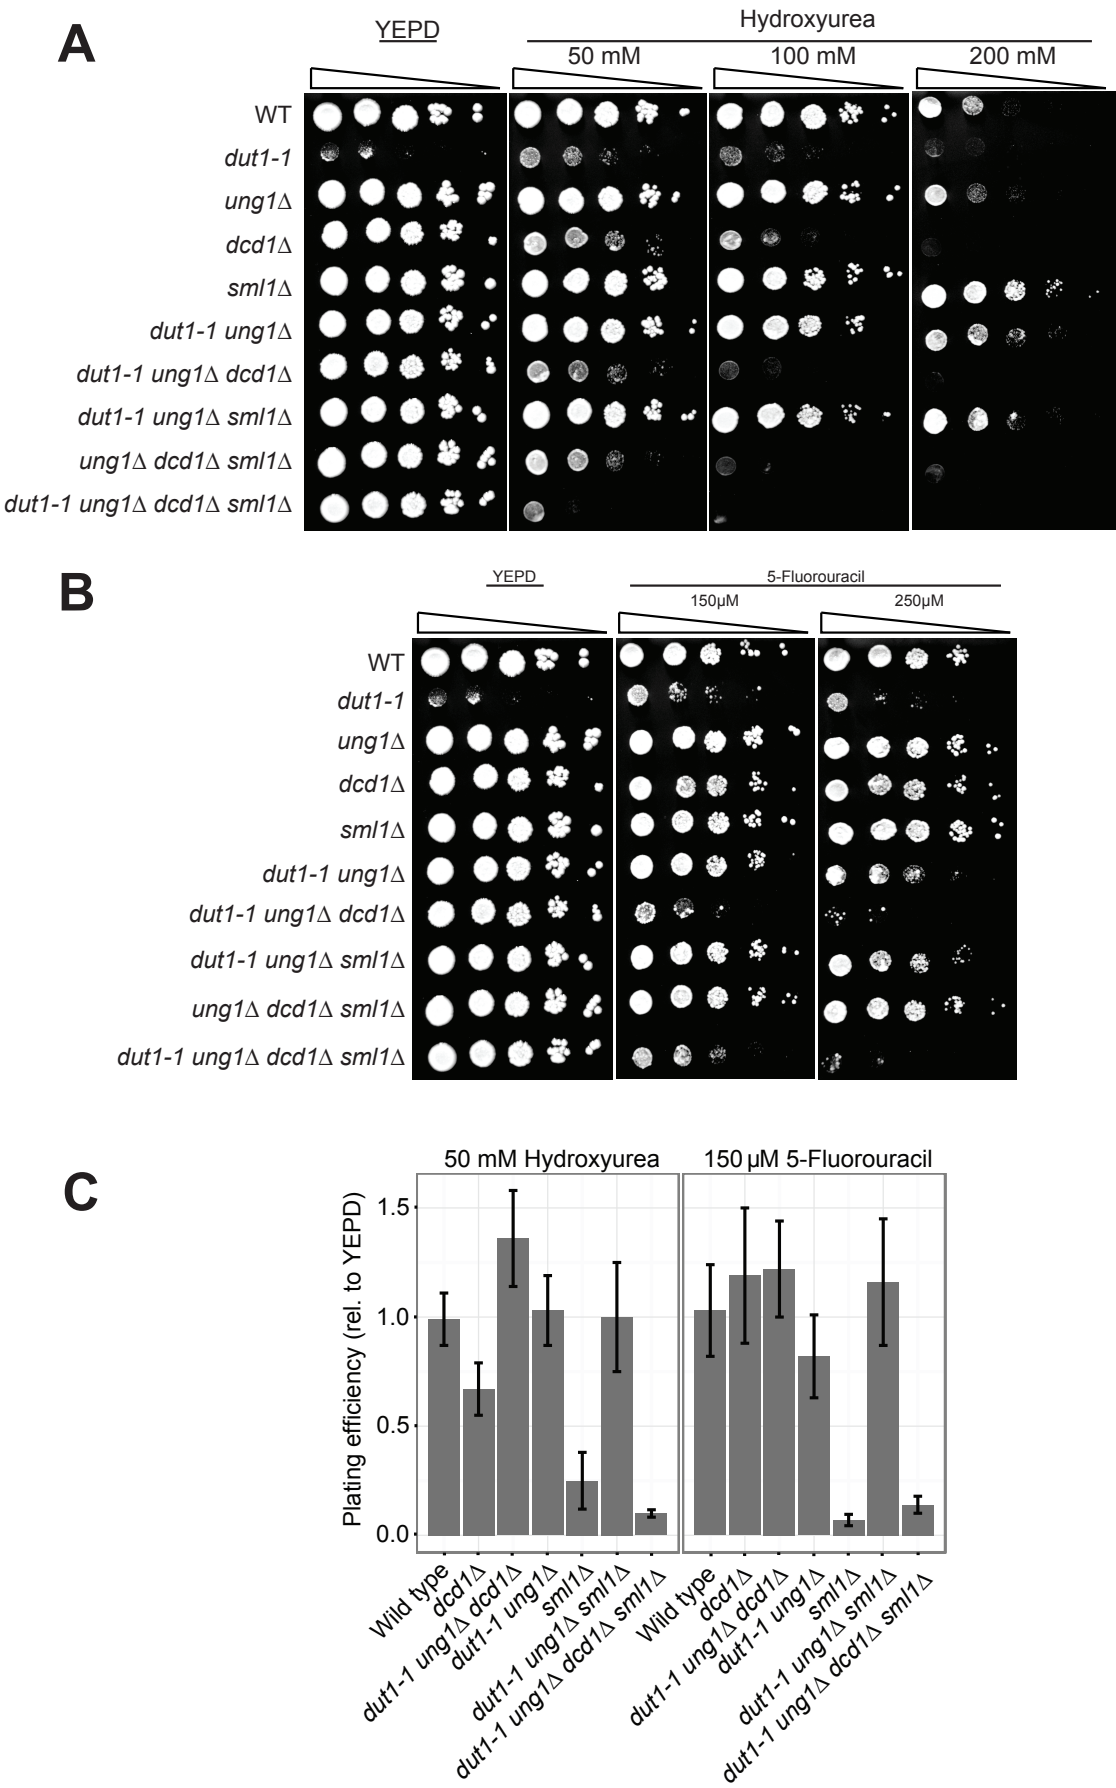 A
YEPD
Hydroxyurea
50 mM
100 mM
200 mM
WT
dut1-1
ung1Δ
dcd1Δ
sml1Δ
dut1-1 ung1Δ
dut1-1 ung1Δ dcd1Δ
dut1-1 ung1Δ sml1Δ
ung1Δ dcd1Δ sml1Δ
dut1-1 ung1Δ dcd1Δ sml1Δ
B
YEPD
5-Fluorouracil
150µM
250µM
WT
dut1-1
ung1Δ
dcd1Δ
sml1Δ
dut1-1 ung1Δ
dut1-1 ung1Δ dcd1Δ
dut1-1 ung1Δ sml1Δ
ung1Δ dcd1Δ sml1Δ
dut1-1 ung1Δ dcd1Δ sml1Δ
C
50 mM Hydroxyurea
150 µM 5-Fluorouracil
Plating efficiency (rel. to YEPD)
1.5
1.0
0.5
0.0
Wild type
dcd1Δ
dut1-1 ung1Δ dcd1Δ
dut1-1 ung1Δ
sml1Δ
dut1-1 ung1Δ sml1Δ
dut1-1 ung1Δ dcd1Δ sml1Δ
Wild type
dcd1Δ
dut1-1 ung1Δ dcd1Δ
dut1-1 ung1Δ
sml1Δ
dut1-1 ung1Δ sml1Δ
dut1-1 ung1Δ dcd1Δ sml1Δ